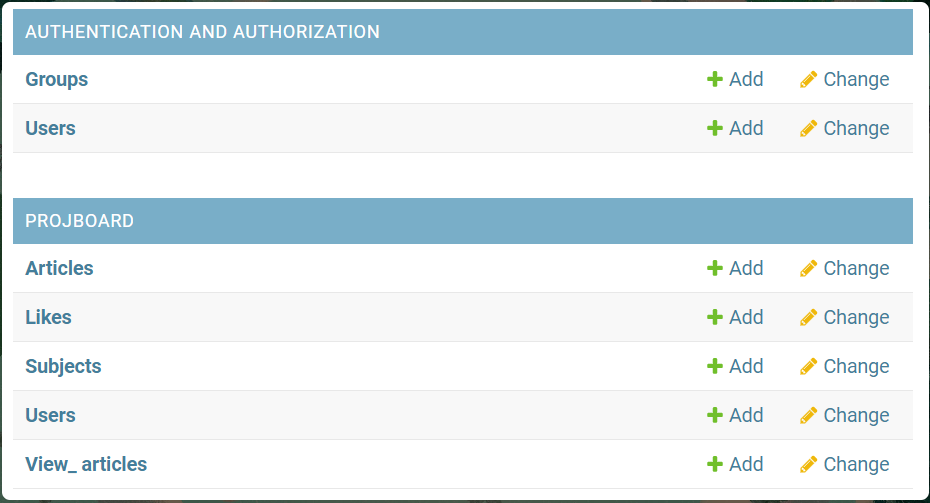 AUTHENTICATION AND AUTHORIZATION
Groups Add Change
Users Add Change
PROJBOARD
Articles Add Change
Likes Add Change
Subjects Add Change
Users Add Change
View_ articles Add Change